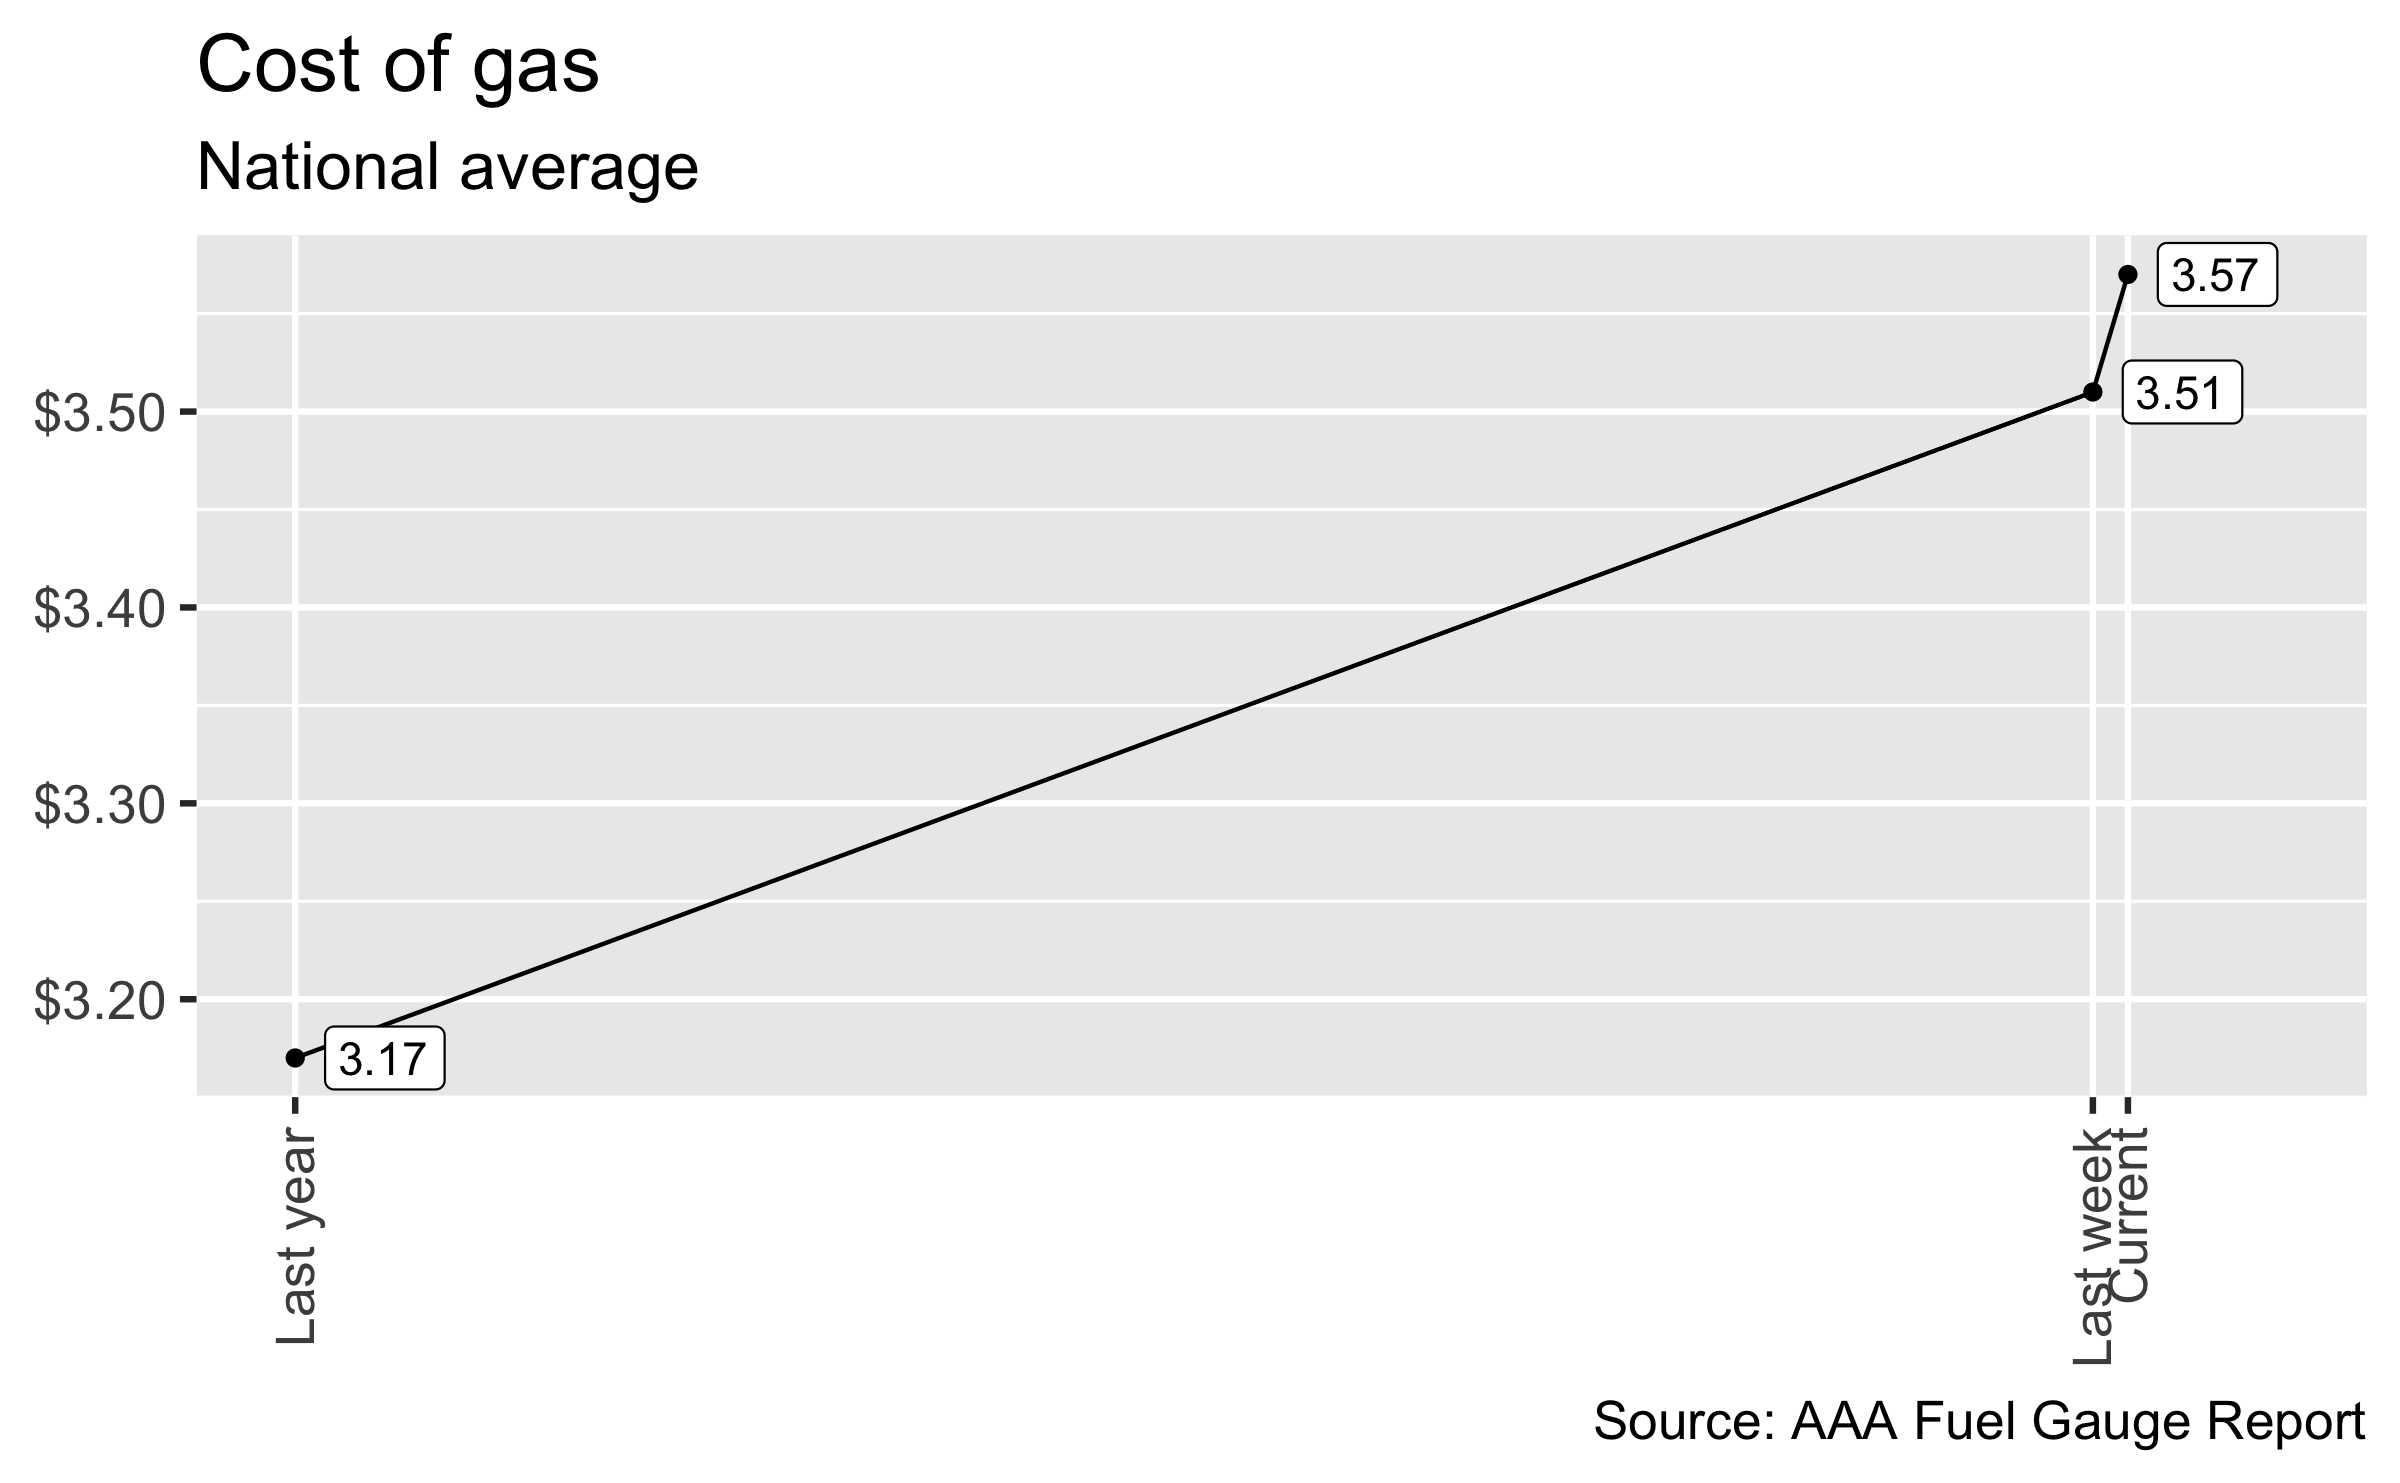 Cost of gas
National average
3.57
3.51
$3.50
$3.40
$3.30
$3.20
3.17
Last year
Last week
Current
Source: AAA Fuel Gauge Report